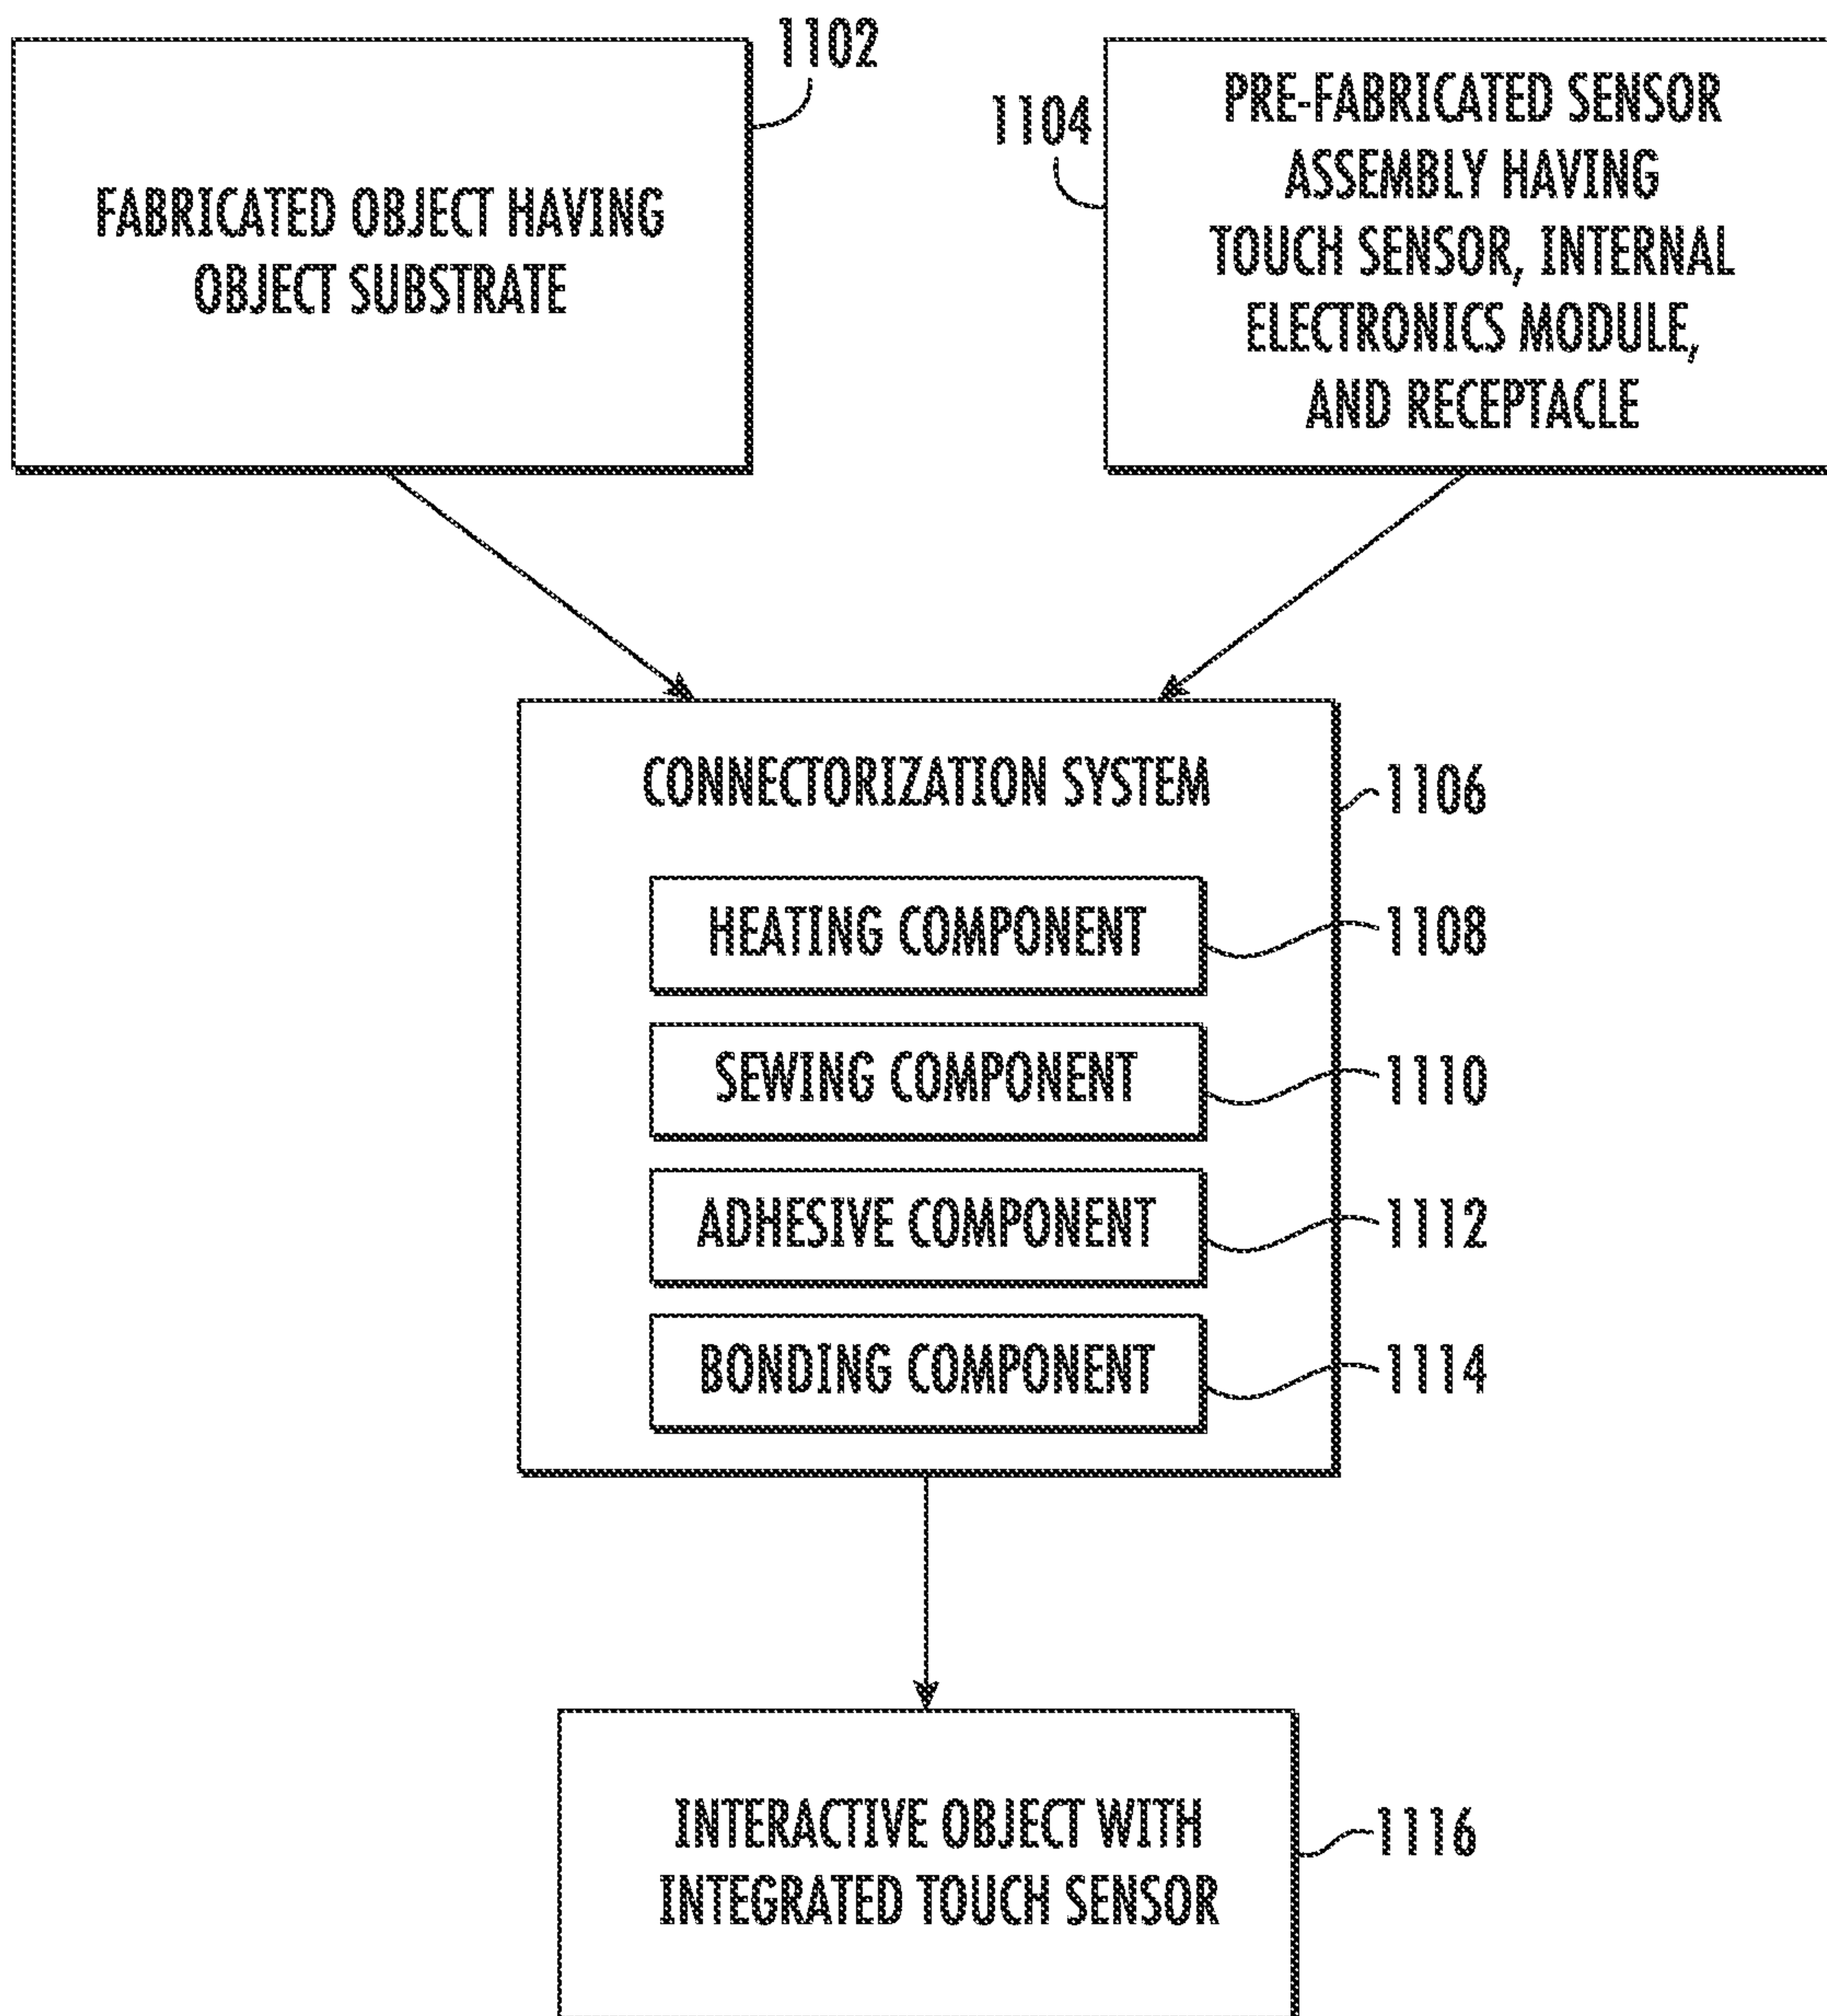 1102
FABRICATED OBJECT HAVING
OBJECT SUBSTRATE
1104
PRE-FABRICATED SENSOR
ASSEMBLY HAVING
TOUCH SENSOR, INTERNAL
ELECTRONICS MODULE,
AND RECEPTACLE
CONNECTORIZATION SYSTEM
1106
HEATING COMPONENT
1108
SEWING COMPONENT
1110
ADHESIVE COMPONENT
1112
BONDING COMPONENT
1114
INTERACTIVE OBJECT WITH
INTEGRATED TOUCH SENSOR
1116